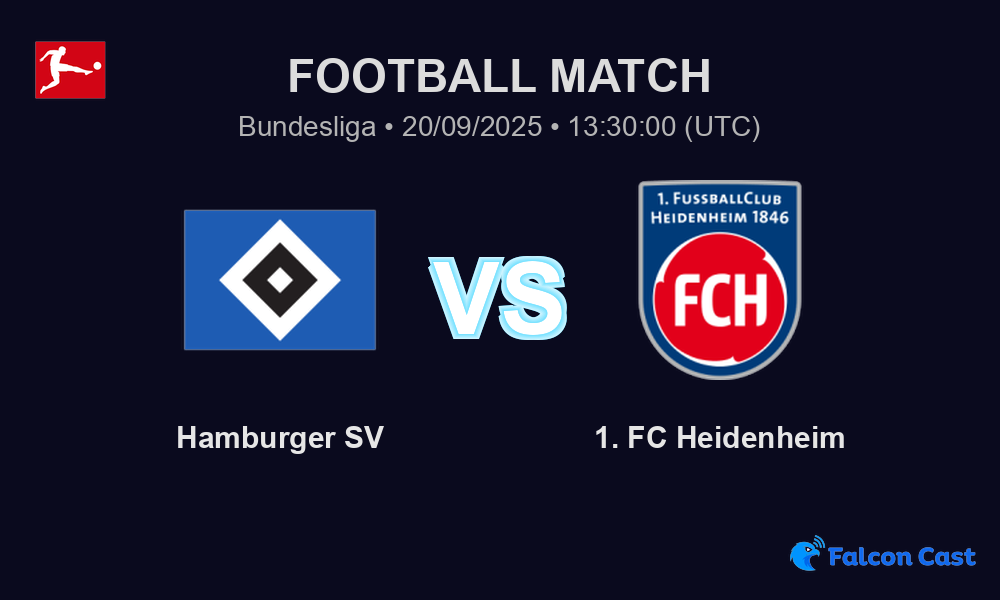 FOOTBALL MATCH
Bundesliga • 20/09/2025 • 13:30:00 (UTC)
1. FUSSBALLCLUB
HEIDENHEIM 1846
FCH
VS
Hamburger SV
1. FC Heidenheim
Falcon Cast